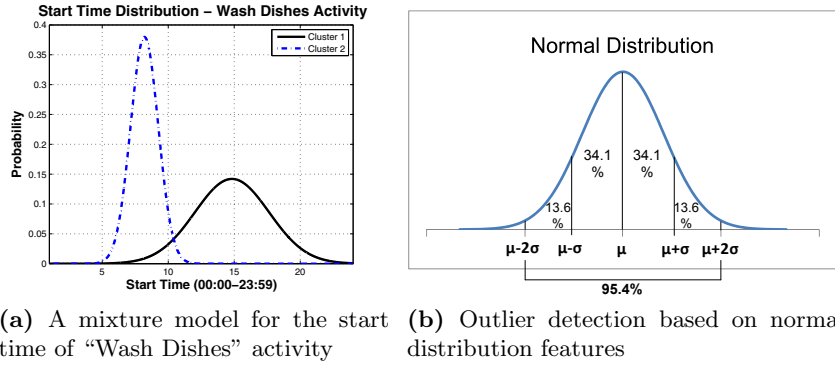 Start Time Distribution – Wash Dishes Activity
0.4
0.35
0.3
0.25
0.2
0.15
0.1
0.05
0
Probability
Cluster 1
Cluster 2
5 10 15 20
Start Time (00:00–23:59)
Normal Distribution
34.1 34.1
% %
13.6 13.6
% %
μ-2σ μ-σ μ μ+σ μ+2σ
95.4%
(a) A mixture model for the start
time of “Wash Dishes” activity
(b) Outlier detection based on norma
distribution features